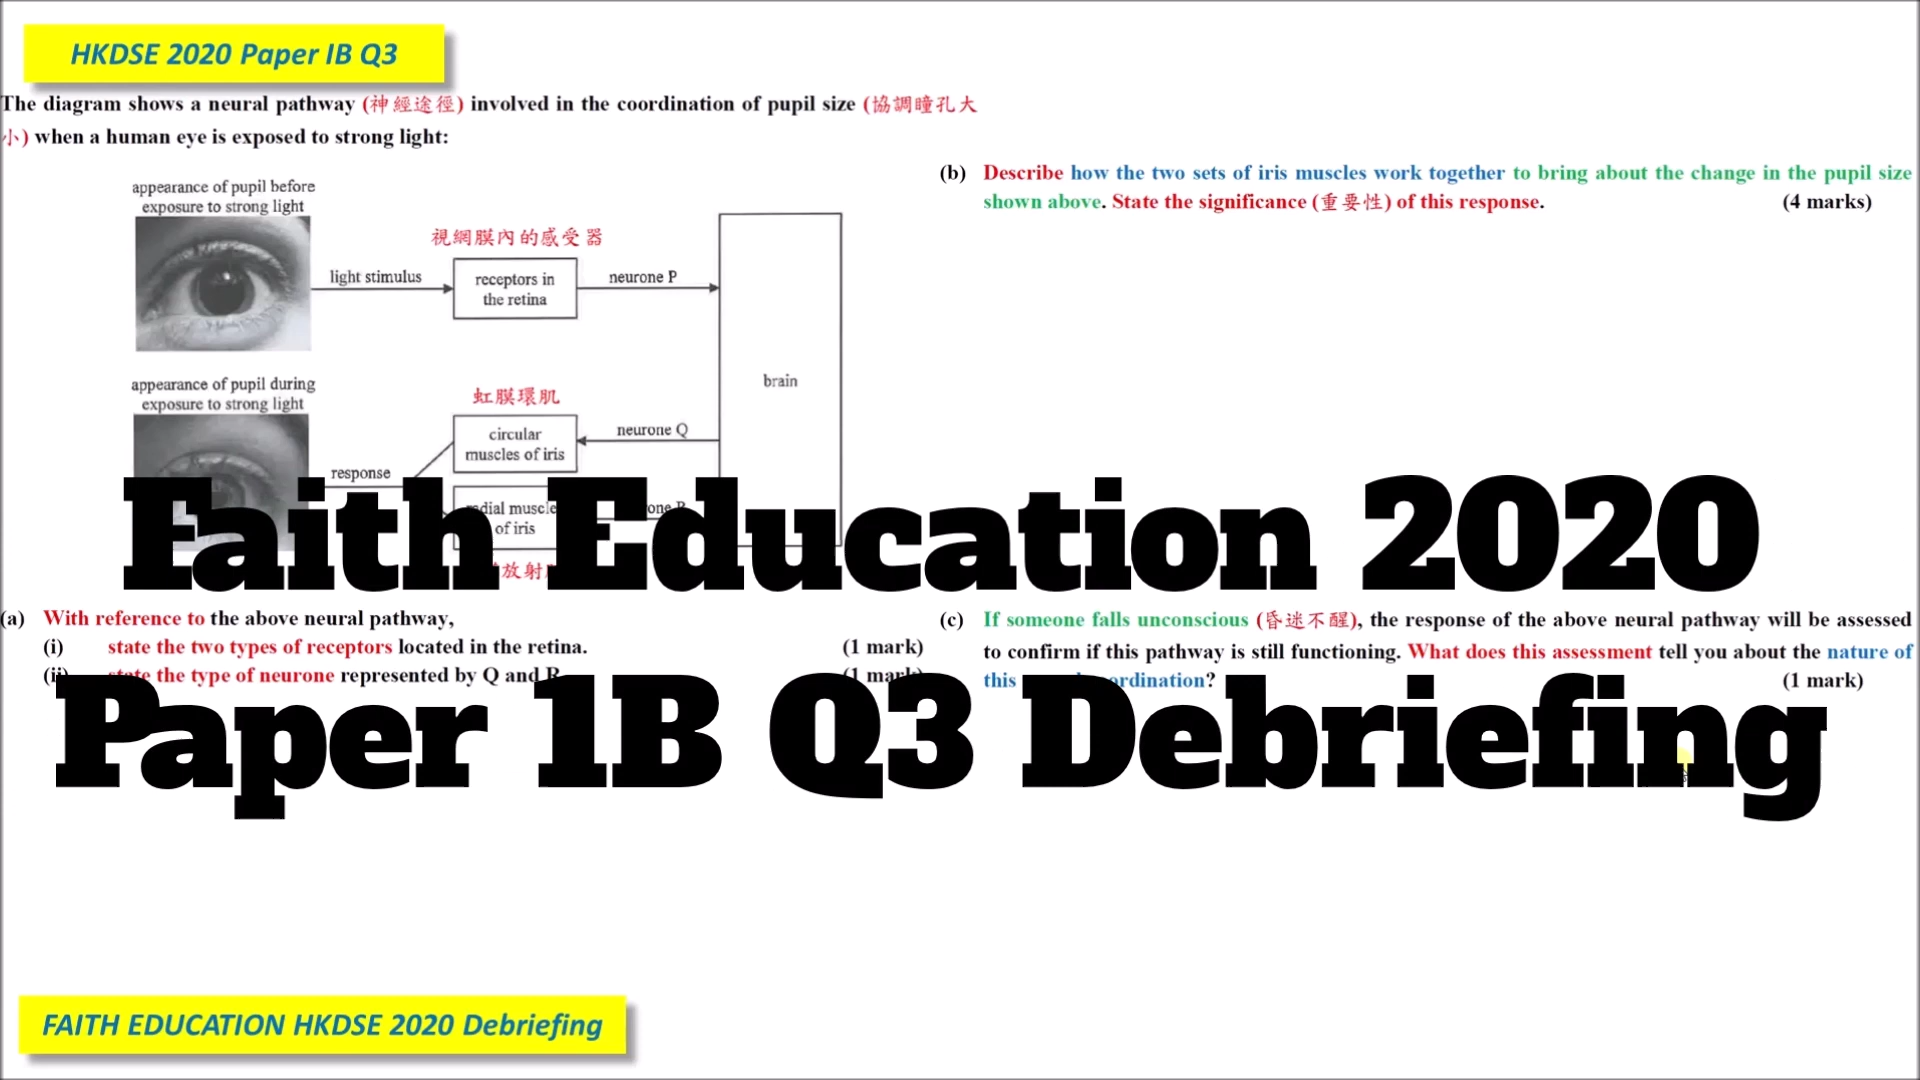 HKDSE 2020 Paper IB Q3
The diagram shows a neural pathway (神經途徑) involved in the coordination of pupil size (協調瞳孔大
小) when a human eye is exposed to strong light:
appearance of pupil before
exposure to strong light
light stimulus
視網膜內的感受器
receptors in
the retina
neurone P
brain
appearance of pupil during
exposure to strong light
response
虹膜環肌
circular
muscles of iris
neurone Q
of iris
放射
(a) With reference to the above neural pathway,
(i) state the two types of receptors located in the retina. (1 mark)
(ii) state the type of neurone represented by Q and R (1 mark)
(b) Describe how the two sets of iris muscles work together to bring about the change in the pupil size
shown above. State the significance (重要性) of this response. (4 marks)
(c) If someone falls unconscious (昏迷不醒), the response of the above neural pathway will be assessed
to confirm if this pathway is still functioning. What does this assessment tell you about the nature of
this ordination? (1 mark)
Faith Education 2020
Paper 1B Q3 Debriefing
FAITH EDUCATION HKDSE 2020 Debriefing